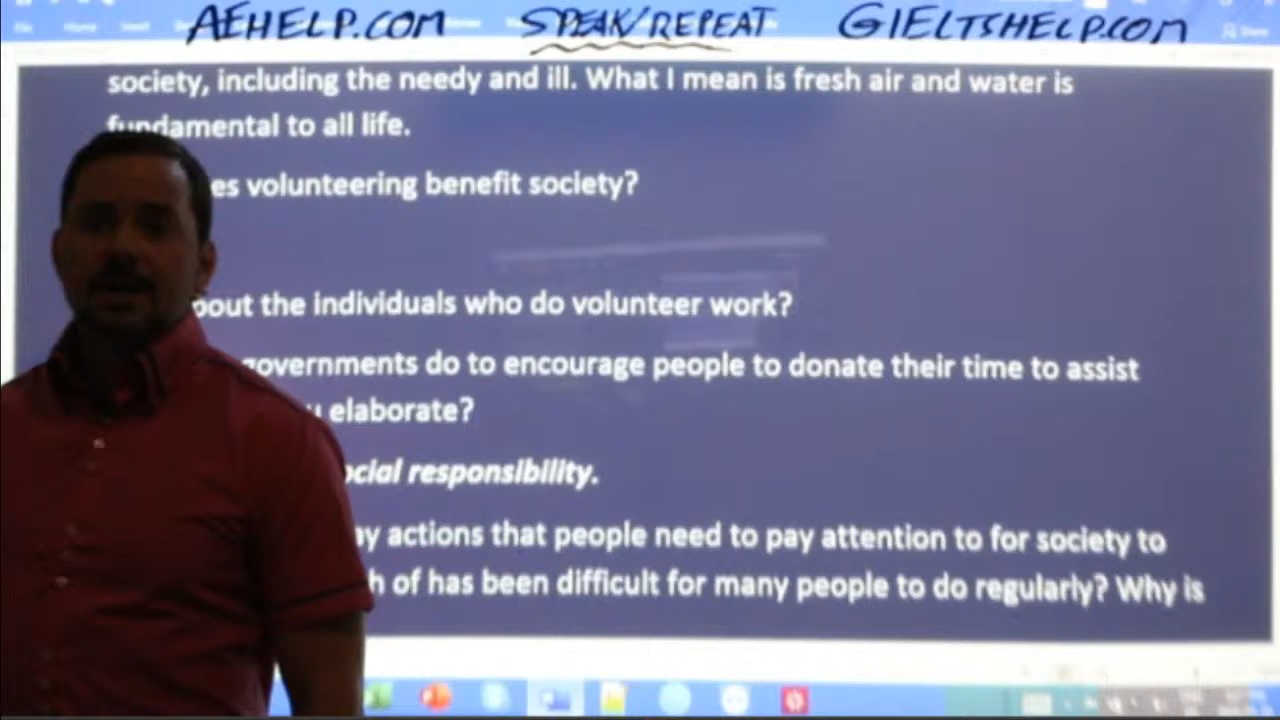 AEHELP.COM SPEAK/REPEAT GIELTSHELP.COM
society, including the needy and ill. What I mean is fresh air and water is
fundamental to all life.
es volunteering benefit society?
bout the individuals who do volunteer work?
governments do to encourage people to donate their time to assist
u elaborate?
ocial responsibility.
ay actions that people need to pay attention to for society to
h of has been difficult for many people to do regularly? Why is